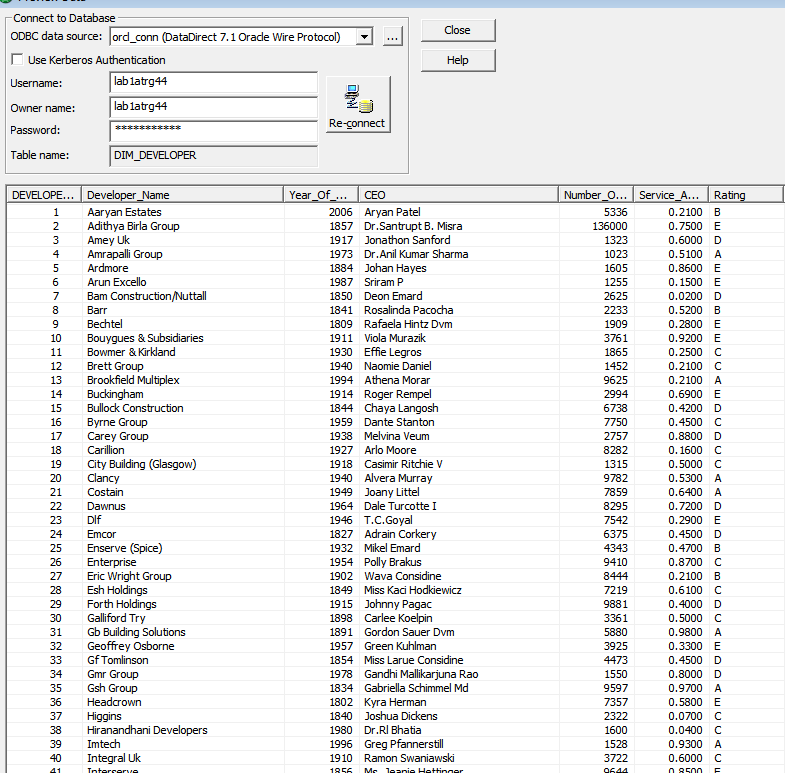 Connect to Database
ODBC data source: orcl_conn (DataDirect 7.1 Oracle Wire Protocol) ... Close
Use Kerberos Authentication Help
Username: lab1atrg44
Owner name: lab1atrg44
Password: ***********
Re-connect
Table name: DIM_DEVELOPER
DEVELOPE... Developer_Name Year_Of_... CEO Number_O... Service_A... Rating
1 Aaryan Estates 2006 Aryan Patel 5336 0.2100 B
2 Adithya Birla Group 1857 Dr.Santrupt B. Misra 136000 0.7500 E
3 Amey Uk 1917 Jonathon Sanford 1323 0.6000 D
4 Amrapalli Group 1973 Dr.Anil Kumar Sharma 1023 0.5100 A
5 Ardmore 1884 Johan Hayes 1605 0.8600 E
6 Arun Excello 1987 Sriram P 1255 0.1500 E
7 Bam Construction/Nuttall 1850 Deon Emard 2625 0.0200 D
8 Barr 1841 Rosalinda Pacocha 2233 0.5200 B
9 Bechtel 1809 Rafaela Hintz Dvm 1909 0.2800 E
10 Bouygues & Subsidiaries 1911 Viola Murazik 3761 0.9200 E
11 Bowmer & Kirkland 1930 Effie Legros 1865 0.2500 C
12 Brett Group 1940 Naomie Daniel 1452 0.2100 C
13 Brookfield Multiplex 1994 Athena Morar 9625 0.2100 A
14 Buckingham 1914 Roger Rempel 2994 0.6900 E
15 Bullock Construction 1844 Chaya Langosh 6738 0.4200 D
16 Byrne Group 1959 Dante Stanton 7750 0.4500 C
17 Carey Group 1938 Melvina Veum 2757 0.8800 D
18 Carillion 1927 Arlo Moore 8282 0.1600 C
19 City Building (Glasgow) 1918 Casimir Ritchie V 1315 0.5000 C
20 Clancy 1940 Alvera Murray 9782 0.5300 A
21 Costain 1949 Joany Littel 7859 0.6400 A
22 Dawnus 1964 Dale Turcotte I 8295 0.7200 D
23 Dlf 1946 T.C.Goyal 7542 0.2900 E
24 Emcor 1827 Adrain Corkery 6375 0.4500 D
25 Enserve (Spice) 1932 Mikel Emard 4343 0.4700 B
26 Enterprise 1954 Polly Brakus 9410 0.8700 C
27 Eric Wright Group 1902 Wava Considine 8444 0.2100 B
28 Esh Holdings 1849 Miss Kaci Hodkiewicz 7219 0.6100 C
29 Forth Holdings 1915 Johnny Pagac 9881 0.4000 D
30 Galliford Try 1898 Carlee Koelpin 3361 0.5000 C
31 Gb Building Solutions 1891 Gordon Sauer Dvm 5880 0.9800 A
32 Geoffrey Osborne 1957 Green Kuhlman 3925 0.3300 E
33 Gf Tomlinson 1854 Miss Larue Considine 4473 0.4500 D
34 Gmr Group 1978 Gandhi Mallikarjuna Rao 1550 0.8000 D
35 Gsh Group 1834 Gabriella Schimmel Md 9597 0.9700 A
36 Headcrown 1802 Kyra Herman 7357 0.5800 E
37 Higgins 1840 Joshua Dickens 2322 0.0700 C
38 Hiranandhani Developers 1980 Dr.Rl Bhatia 1600 0.0400 C
39 Imtech 1996 Greg Pfannerstill 1528 0.9300 A
40 Integral Uk 1910 Ramon Swaniawski 3722 0.6000 C
41 Interserve 1856 Ms. Jeanie Hettinger 9644 0.8500 E